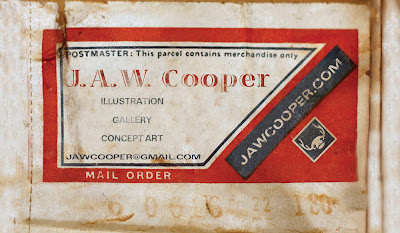 POSTMASTER: This parcel contains merchandise only
J.A.W. Cooper
ILLUSTRATION
GALLERY
CONCEPT ART
JAWCOOPER@GMAIL.COM
JAWCOOPER.COM
MAIL ORDER